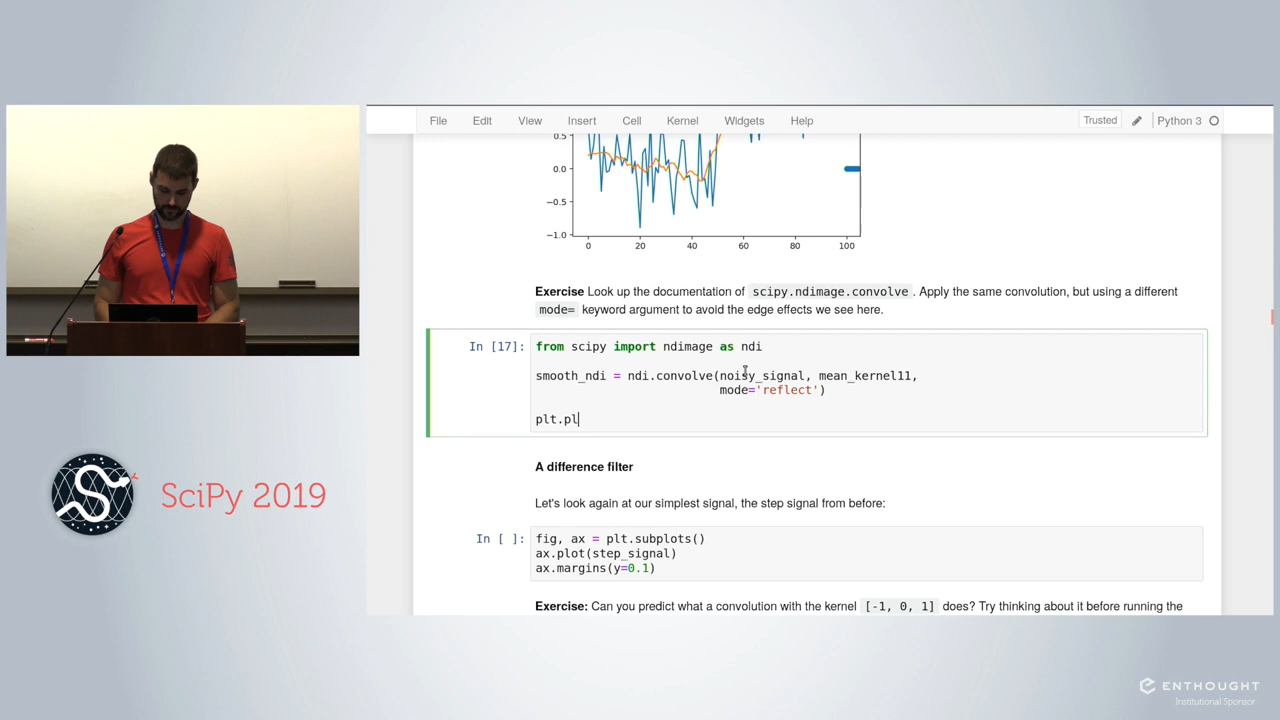 File Edit View Insert Cell Kernel Widgets Help Trusted Python 3
0.5
0.0
−0.5
−1.0
0 20 40 60 80 100
Exercise Look up the documentation of scipy.ndimage.convolve . Apply the same convolution, but using a different
mode= keyword argument to avoid the edge effects we see here.
In [17]: from scipy import ndimage as ndi
smooth_ndi = ndi.convolve(noisy_signal, mean_kernel11,
mode='reflect')
plt.pl
A difference filter
Let's look again at our simplest signal, the step signal from before:
In [ ]: fig, ax = plt.subplots()
ax.plot(step_signal)
ax.margins(y=0.1)
Exercise: Can you predict what a convolution with the kernel [-1, 0, 1] does? Try thinking about it before running the
SciPy 2019
ENTHOUGHT
Institutional Sponsor